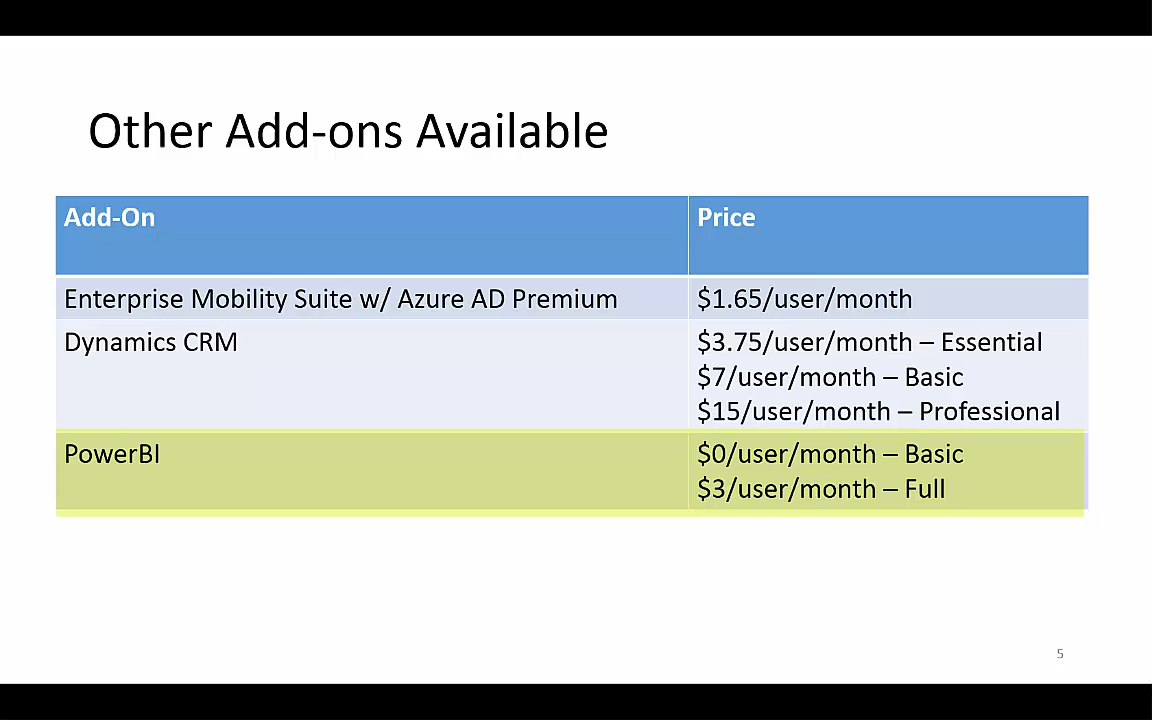 Other Add-ons Available
Add-On
Price
Enterprise Mobility Suite w/ Azure AD Premium
$1.65/user/month
Dynamics CRM
$3.75/user/month – Essential
$7/user/month – Basic
$15/user/month – Professional
PowerBI
$0/user/month – Basic
$3/user/month – Full
5